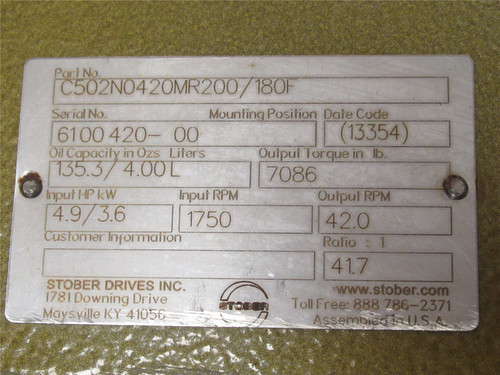 Part No.
C502N0420MR200/180F
Serial No. Mounting Position Date Code
6100420-00 (13354)
Oil Capacity in Ozs Liters Output Torque in lb.
135.3/4.00L 7086
Input HP kW Input RPM Output RPM
4.9/3.6 1750 42.0
Customer Information Ratio : 1
41.7
STOBER DRIVES INC. www.stober.com
1781 Downing Drive STOBER Toll Free: 888 786-2371
Maysville KY 41056 Assembled in U.S.A.